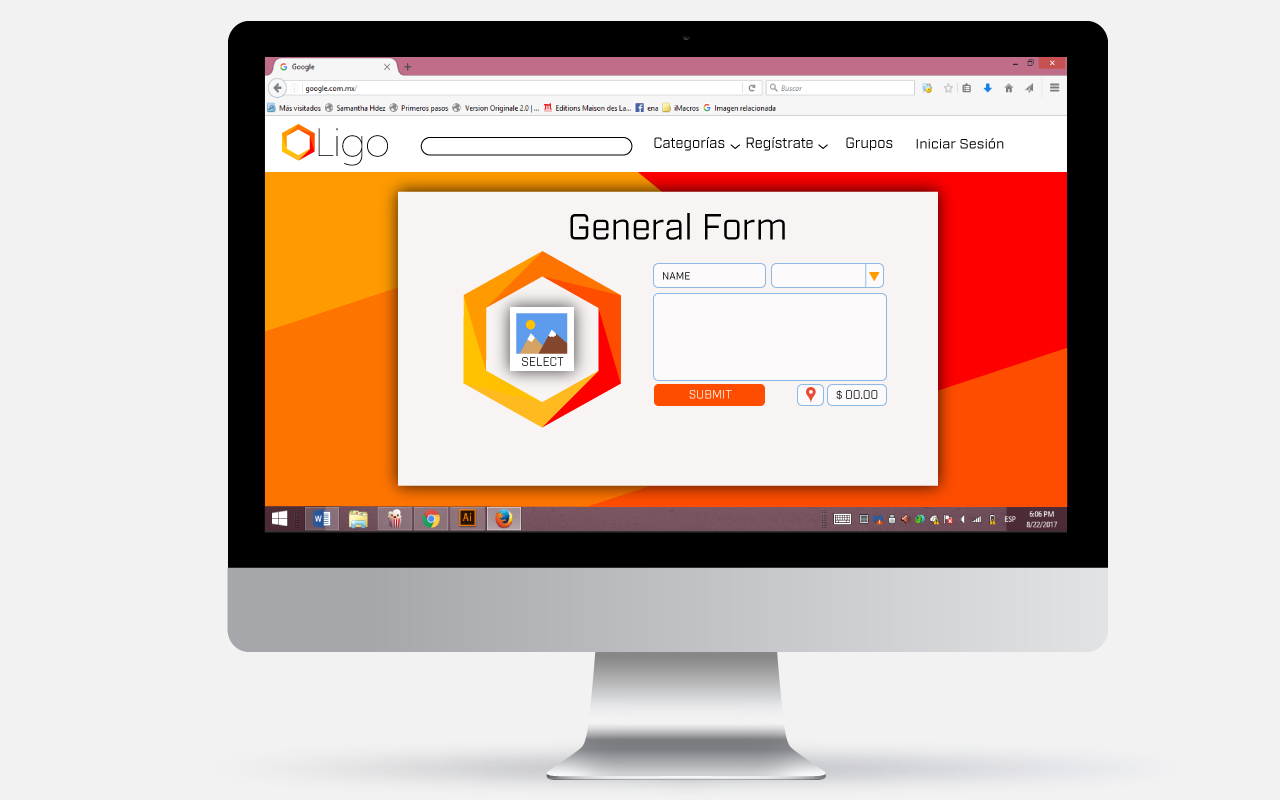 Google
google.com.mx/
Buscar
Más visitados Samantha Hdez Primeros pasos Version Originale 2.0 |... Editions Maison des La... ena iMacros Imagen relacionada
Ligo
Categorías Regístrate Grupos Iniciar Sesión
General Form
NAME
SELECT
SUBMIT
$ 00.00
Ai
ESP
6:06 PM
8/22/2017